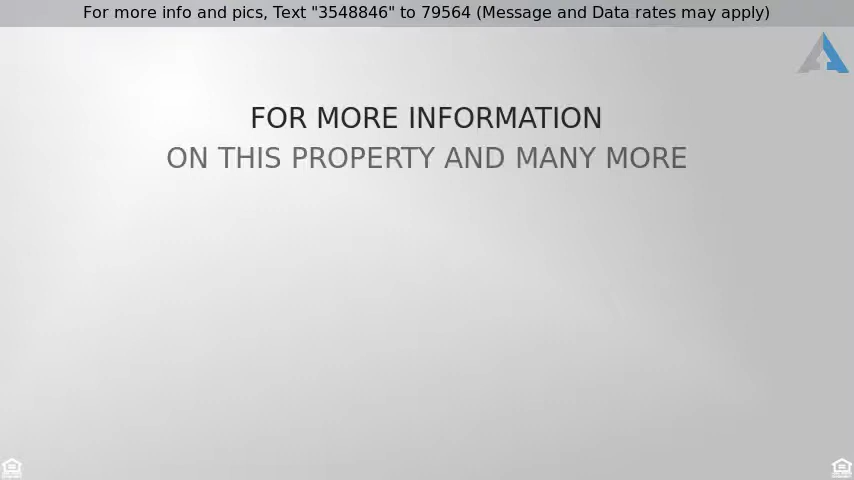 For more info and pics, Text "3548846" to 79564 (Message and Data rates may apply)
FOR MORE INFORMATION
ON THIS PROPERTY AND MANY MORE